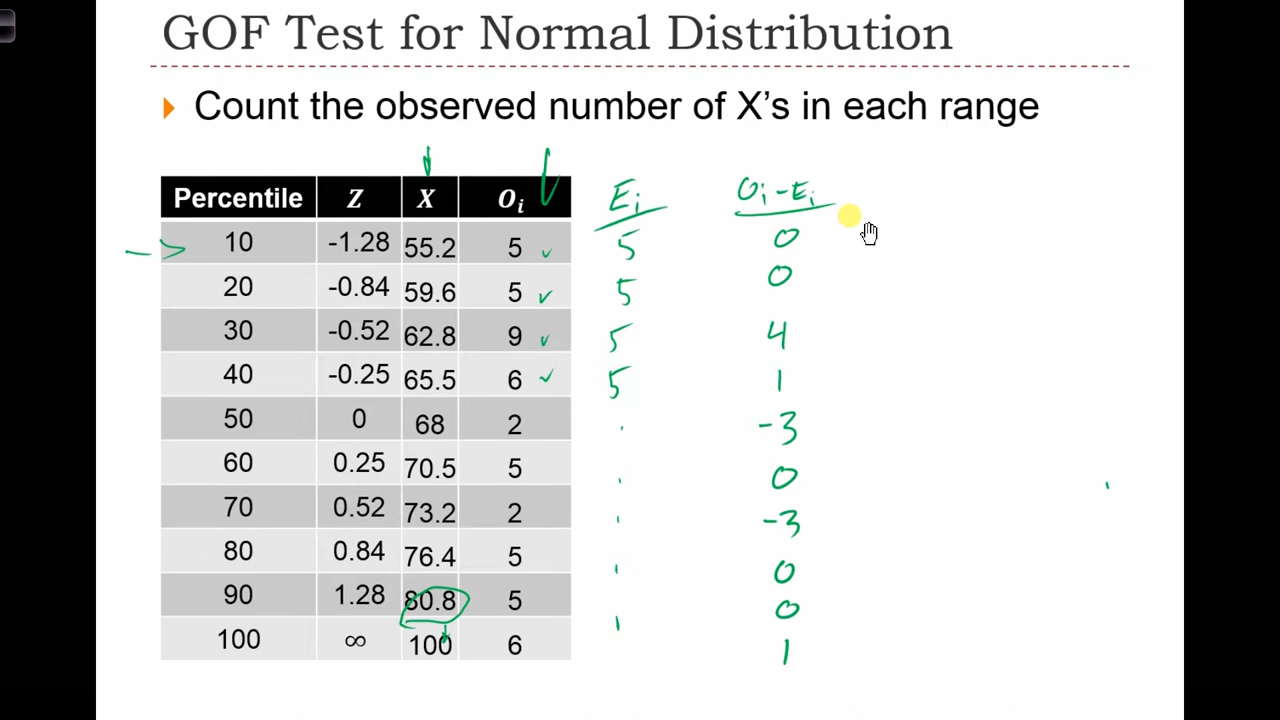 GOF Test for Normal Distribution
Count the observed number of X's in each range
Percentile Z X Oᵢ Eᵢ Oᵢ-Eᵢ
10 -1.28 55.2 5 5 0
20 -0.84 59.6 5 5 0
30 -0.52 62.8 9 5 4
40 -0.25 65.5 6 5 1
50 0 68 2 -3
60 0.25 70.5 5 0
70 0.52 73.2 2 -3
80 0.84 76.4 5 0
90 1.28 80.8 5 0
100 ∞ 100 6 1